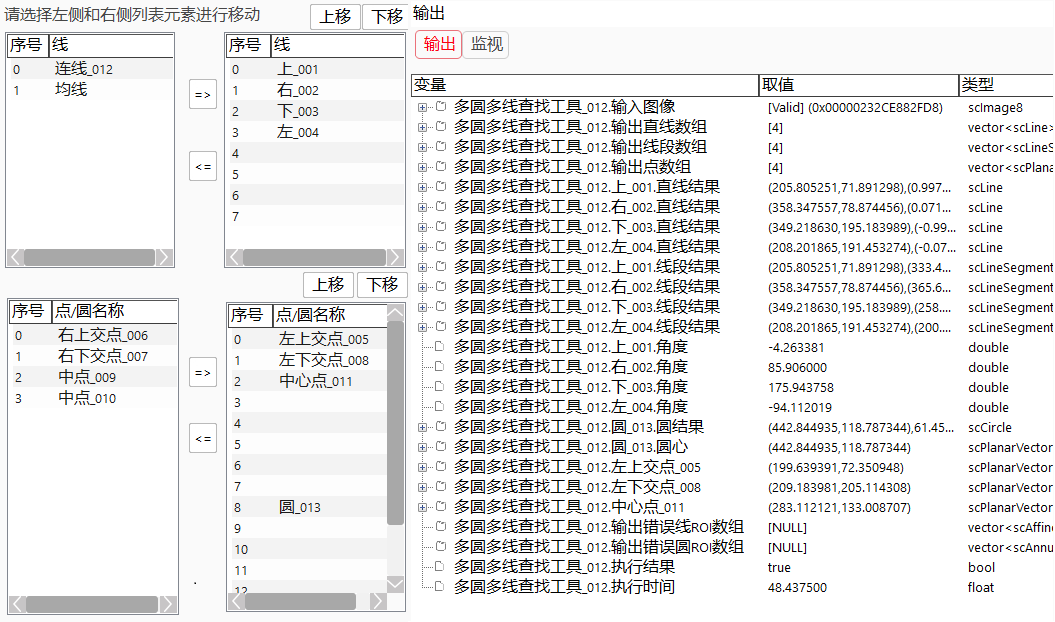 请选择左侧和右侧列表元素进行移动
上移 下移
序号 线
0 连线_012
1 均线
=>
<=
序号 线
0 上_001
1 右_002
2 下_003
3 左_004
4
5
6
7
上移 下移
序号 点/圆名称
0 右上交点_006
1 右下交点_007
2 中点_009
3 中点_010
=>
<=
.
序号 点/圆名称
0 左上交点_005
1 左下交点_008
2 中心点_011
3
4
5
6
7
8 圆_013
9
10
11
12
输出
输出 监视
变量 取值 类型
多圆多线查找工具_012.输入图像 [Valid] (0x00000232CE882FD8) scImage8
多圆多线查找工具_012.输出直线数组 [4] vector<scLine>
多圆多线查找工具_012.输出线段数组 [4] vector<scLineS
多圆多线查找工具_012.输出点数组 [4] vector<scPlana
多圆多线查找工具_012.上_001.直线结果 (205.805251,71.891298),(0.997... scLine
多圆多线查找工具_012.右_002.直线结果 (358.347557,78.874456),(0.071... scLine
多圆多线查找工具_012.下_003.直线结果 (349.218630,195.183989),(-0.99... scLine
多圆多线查找工具_012.左_004.直线结果 (208.201865,191.453274),(-0.07... scLine
多圆多线查找工具_012.上_001.线段结果 (205.805251,71.891298),(333.4... scLineSegment
多圆多线查找工具_012.右_002.线段结果 (358.347557,78.874456),(365.6... scLineSegment
多圆多线查找工具_012.下_003.线段结果 (349.218630,195.183989),(258.... scLineSegment
多圆多线查找工具_012.左_004.线段结果 (208.201865,191.453274),(200.... scLineSegment
多圆多线查找工具_012.上_001.角度 -4.263381 double
多圆多线查找工具_012.右_002.角度 85.906000 double
多圆多线查找工具_012.下_003.角度 175.943758 double
多圆多线查找工具_012.左_004.角度 -94.112019 double
多圆多线查找工具_012.圆_013.圆结果 (442.844935,118.787344),61.45... scCircle
多圆多线查找工具_012.圆_013.圆心 (442.844935,118.787344) scPlanarVector
多圆多线查找工具_012.左上交点_005 (199.639391,72.350948) scPlanarVector
多圆多线查找工具_012.左下交点_008 (209.183981,205.114308) scPlanarVector
多圆多线查找工具_012.中心点_011 (283.112121,133.008707) scPlanarVector
多圆多线查找工具_012.输出错误线ROI数组 [NULL] vector<scAffine
多圆多线查找工具_012.输出错误圆ROI数组 [NULL] vector<scAnnu
多圆多线查找工具_012.执行结果 true bool
多圆多线查找工具_012.执行时间 48.437500 float